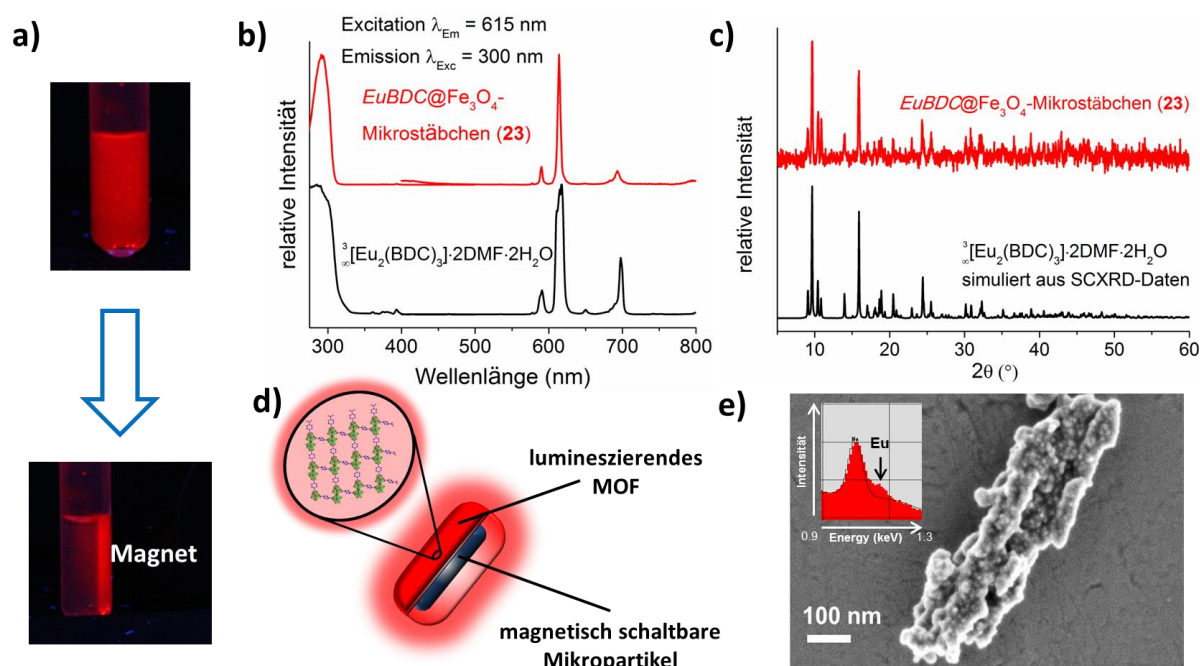 a)
Magnet
b)
Excitation λEm = 615 nm
Emission λExc = 300 nm
EuBDC@Fe3O4-
Mikrostäbchen (23)
3∞[Eu2(BDC)3]·2DMF·2H2O
relative Intensität
300 400 500 600 700 800
Wellenlänge (nm)
c)
EuBDC@Fe3O4-Mikrostäbchen (23)
3∞[Eu2(BDC)3]·2DMF·2H2O
simuliert aus SCXRD-Daten
relative Intensität
10 20 30 40 50 60
2θ (°)
d)
lumineszierendes
MOF
magnetisch schaltbare
Mikropartikel
e)
Intensität
Eu
0.9 Energy (keV) 1.3
100 nm